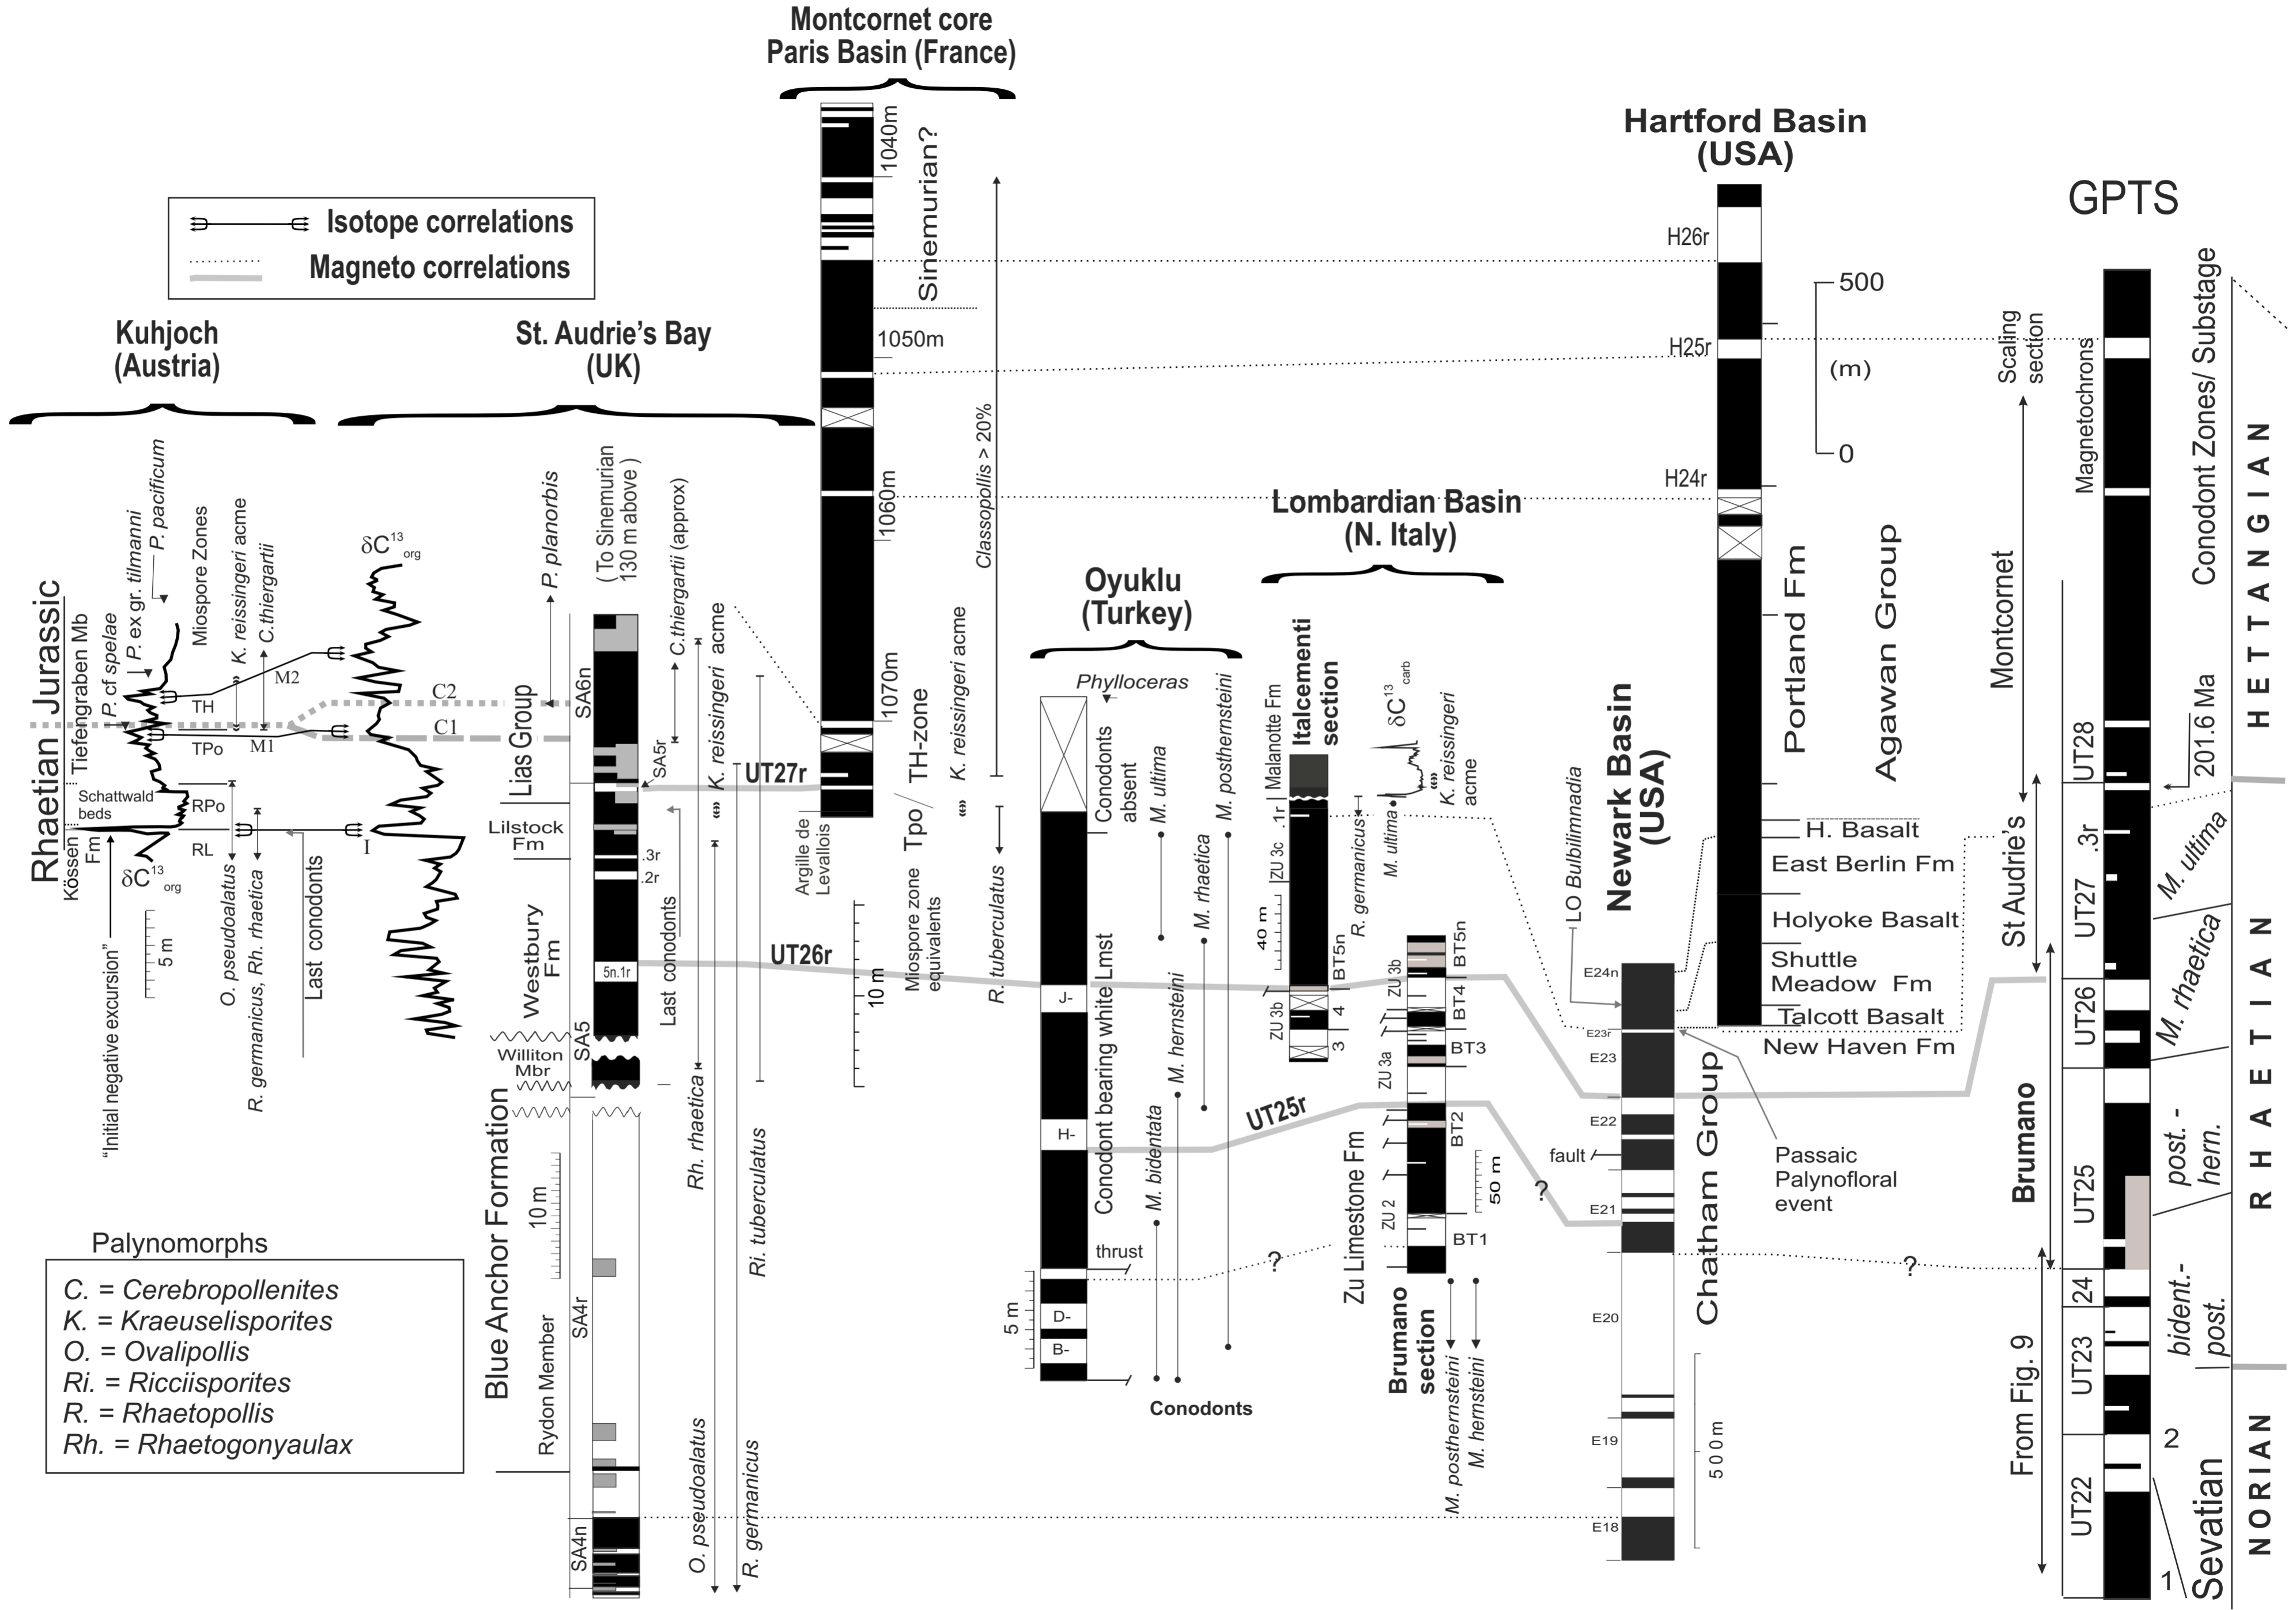 Montcornet core
Paris Basin (France)
Hartford Basin
(USA)
GPTS
Isotope correlations
Magneto correlations
Kuhjoch
(Austria)
St. Audrie's Bay
(UK)
Lombardian Basin
(N. Italy)
Oyuklu
(Turkey)
Rhaetian Jurassic
Kössen
Fm
Tiefengraben Mb
Schattwald
beds
P. cf spelae
P. ex gr. tilmanni
P. pacificum
Miospore Zones
K. reissingeri acme
C.thiergartii
TH
TPo
RPo
RL
M2
M1
I
δC¹³org
δC¹³org
5 m
"Initial negative excursion"
O. pseudoalatus
R. germanicus, Rh. rhaetica
Last conodonts
C2
C1
P. planorbis
(To Sinemurian
130 m above )
C.thiergartii (approx)
K. reissingeri acme
SA6n
SA5r
Lias Group
Lilstock
Fm
.3r
.2r
Westbury
Fm
5n.1r
SA5
Williton
Mbr
Blue Anchor Formation
10 m
Rydon Member
SA4r
SA4n
Last conodonts
Rh. rhaetica
Ri. tuberculatus
O. pseudoalatus
R. germanicus
Palynomorphs
C. = Cerebropollenites
K. = Kraeuselisporites
O. = Ovalipollis
Ri. = Ricciisporites
R. = Rhaetopollis
Rh. = Rhaetogonyaulax
UT27r
UT26r
UT25r
1040m
Sinemurian?
1050m
1060m
1070m
Classopollis > 20%
K. reissingeri acme
TH-zone
Tpo
Miospore zone
equivalents
Argille de
Levallois
10 m
R. tuberculatus
Phylloceras
Conodonts
absent
M. ultima
M. posthernsteini
M. rhaetica
M. hernsteini
M. bidentata
Conodont bearing white Lmst
J-
H-
D-
B-
thrust
5 m
Conodonts
?
Italcementi
section
Malanotte Fm
.1r
ZU 3c
40 m
BT5n
ZU 3b
4
3
R. germanicus
M. ultima
δC¹³carb
K. reissingeri
acme
ZU 3b
ZU 3a
ZU 2
BT5n
BT4
BT3
BT2
BT1
50 m
Zu Limestone Fm
Brumano
section
M. posthernsteini
M. hernsteini
?
LO Bulbilimnadia
Newark Basin
(USA)
E24n
E23r
E23
E22
fault
E21
E20
E19
E18
500m
Chatham Group
Passaic
Palynofloral
event
H26r
H25r
H24r
500
(m)
0
Portland Fm
Agawan Group
H. Basalt
East Berlin Fm
Holyoke Basalt
Shuttle
Meadow Fm
Talcott Basalt
New Haven Fm
?
Scaling
section
Montcornet
St Audrie's
Brumano
From Fig. 9
Magnetochrons
UT28
.3r
UT27
UT26
UT25
24
UT23
UT22
Conodont Zones/ Substage
201.6 Ma
M. ultima
M. rhaetica
post. -
hern.
bident.-
post.
2
1
Sevatian
HETTANGIAN
RHAETIAN
NORIAN